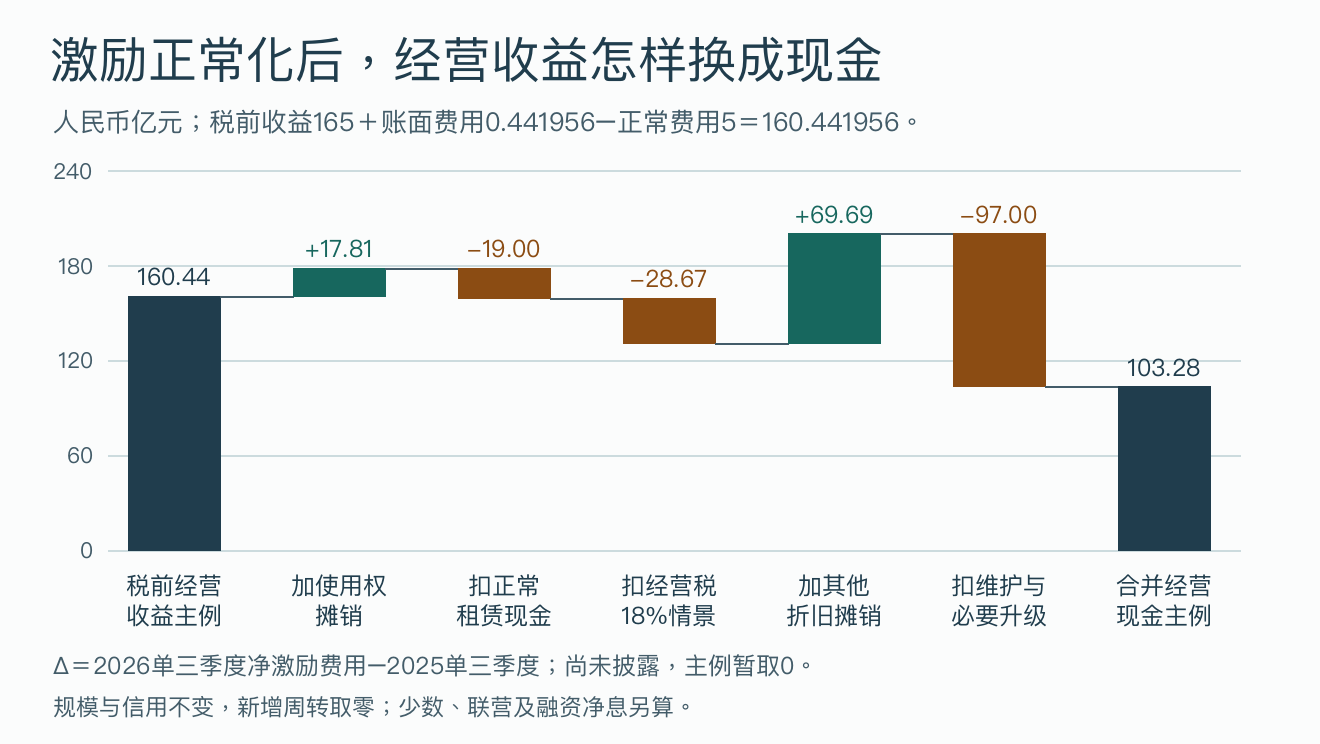 激励正常化后，经营收益怎样换成现金
人民币亿元；税前收益165＋账面费用0.441956－正常费用5＝160.441956。
240
180
120
60
0
160.44
+17.81
−19.00
−28.67
+69.69
−97.00
103.28
税前经营
收益主例
加使用权
摊销
扣正常
租赁现金
扣经营税
18%情景
加其他
折旧摊销
扣维护与
必要升级
合并经营
现金主例
Δ＝2026单三季度净激励费用－2025单三季度；尚未披露，主例暂取0。
规模与信用不变，新增周转取零；少数、联营及融资净息另算。